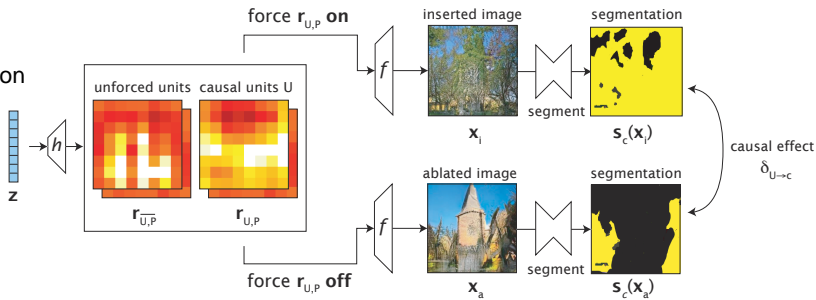 force r_U,P on
inserted image
segmentation
on
unforced units
causal units U
f
segment
x_i
s_c(x_i)
h
z
causal effect
δ_U→c
ablated image
segmentation
r_U,P̅
r_U,P
f
segment
force r_U,P off
x_a
s_c(x_a)